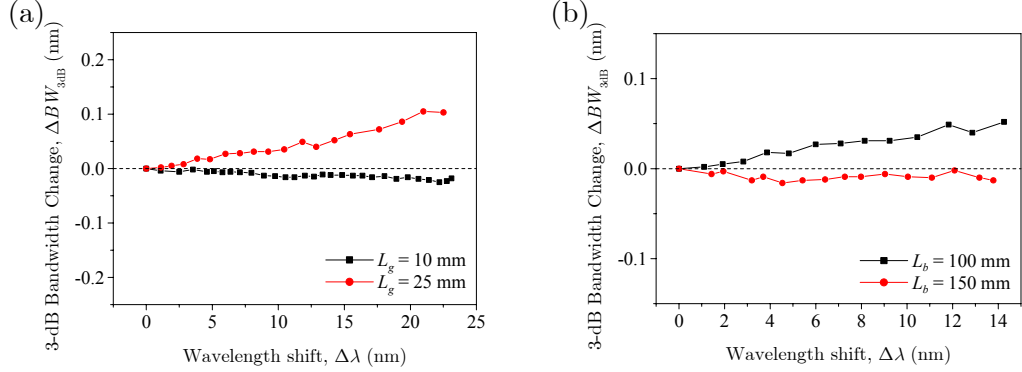 (a)
3-dB Bandwidth Change, ΔBW3dB (nm)
0.2
0.1
0.0
-0.1
-0.2
Lg = 10 mm
Lg = 25 mm
0 5 10 15 20 25
Wavelength shift, Δλ (nm)
(b)
3-dB Bandwidth Change, ΔBW3dB (nm)
0.1
0.0
-0.1
Lb = 100 mm
Lb = 150 mm
0 2 4 6 8 10 12 14
Wavelength shift, Δλ (nm)